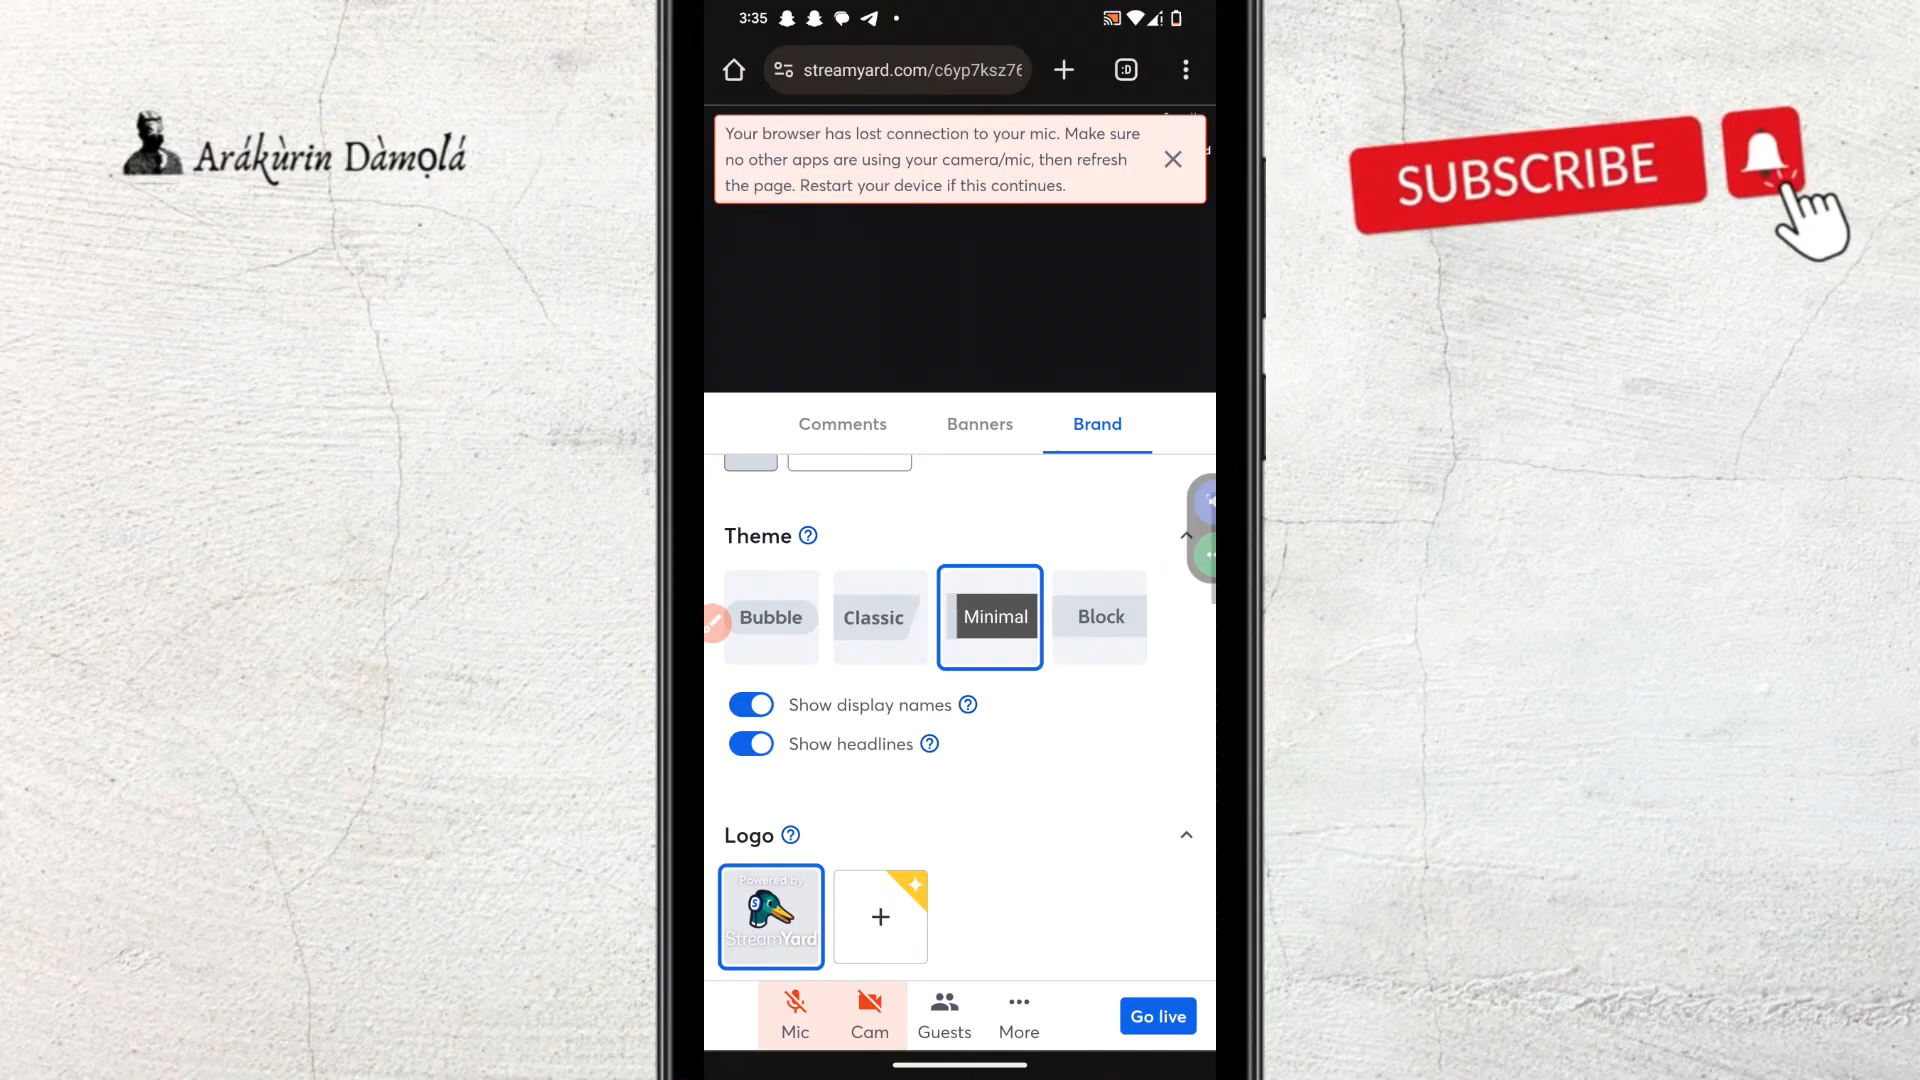 3:35
streamyard.com/c6yp7ksz76
Your browser has lost connection to your mic. Make sure
no other apps are using your camera/mic, then refresh
the page. Restart your device if this continues.
Arákùrin Dàmọlá
SUBSCRIBE
Comments
Banners
Brand
Theme
Bubble
Classic
Minimal
Block
Show display names
Show headlines
Logo
Powered by
StreamYard
Mic
Cam
Guests
More
Go live